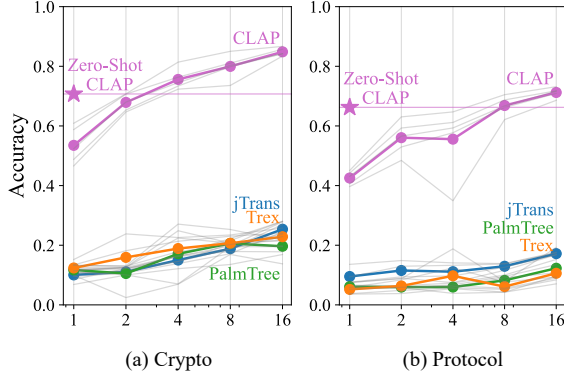 Accuracy
1.0
0.8
0.6
0.4
0.2
0.0
CLAP
Zero-Shot
CLAP
jTrans
Trex
PalmTree
1 2 4 8 16
(a) Crypto
1.0
0.8
0.6
0.4
0.2
0.0
CLAP
Zero-Shot
CLAP
jTrans
PalmTree
Trex
1 2 4 8 16
(b) Protocol